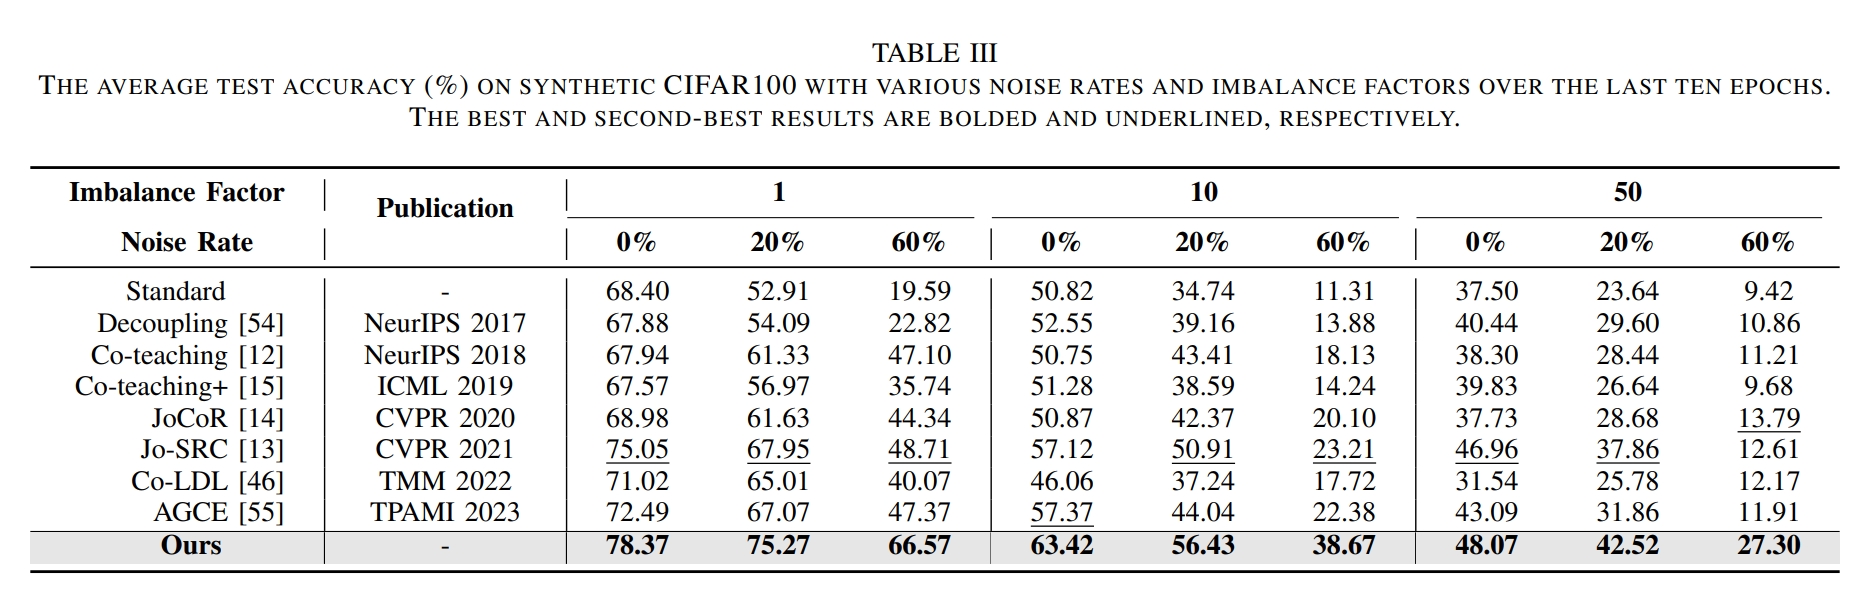 TABLE III
THE AVERAGE TEST ACCURACY (%) ON SYNTHETIC CIFAR100 WITH VARIOUS NOISE RATES AND IMBALANCE FACTORS OVER THE LAST TEN EPOCHS.
THE BEST AND SECOND-BEST RESULTS ARE BOLDED AND UNDERLINED, RESPECTIVELY.
Imbalance Factor Publication 1 10 50
Noise Rate 0% 20% 60% 0% 20% 60% 0% 20% 60%
Standard - 68.40 52.91 19.59 50.82 34.74 11.31 37.50 23.64 9.42
Decoupling [54] NeurIPS 2017 67.88 54.09 22.82 52.55 39.16 13.88 40.44 29.60 10.86
Co-teaching [12] NeurIPS 2018 67.94 61.33 47.10 50.75 43.41 18.13 38.30 28.44 11.21
Co-teaching+ [15] ICML 2019 67.57 56.97 35.74 51.28 38.59 14.24 39.83 26.64 9.68
JoCoR [14] CVPR 2020 68.98 61.63 44.34 50.87 42.37 20.10 37.73 28.68 13.79
Jo-SRC [13] CVPR 2021 75.05 67.95 48.71 57.12 50.91 23.21 46.96 37.86 12.61
Co-LDL [46] TMM 2022 71.02 65.01 40.07 46.06 37.24 17.72 31.54 25.78 12.17
AGCE [55] TPAMI 2023 72.49 67.07 47.37 57.37 44.04 22.38 43.09 31.86 11.91
Ours - 78.37 75.27 66.57 63.42 56.43 38.67 48.07 42.52 27.30